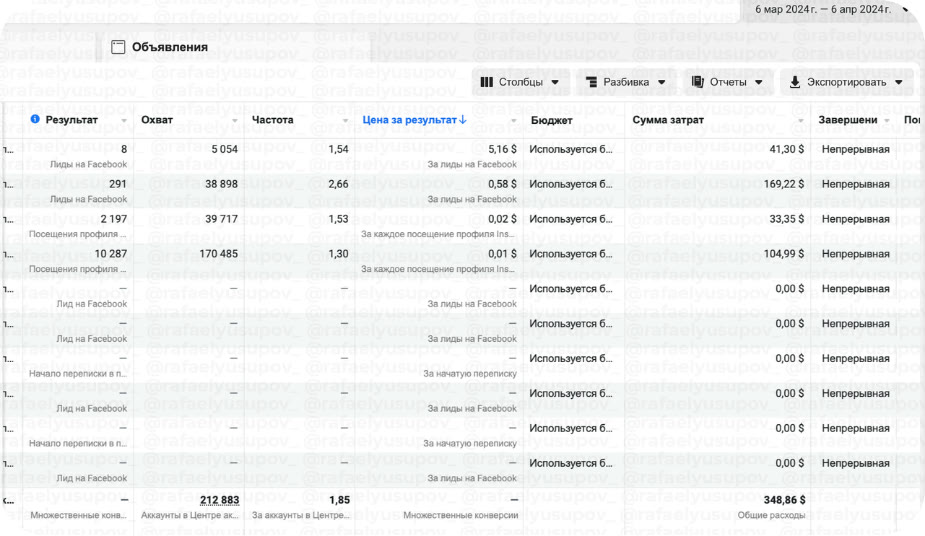 6 мар 2024 г. — 6 апр 2024 г.
Объявления
Столбцы Разбивка Отчеты Экспортировать
Результат Охват Частота Цена за результат↓ Бюджет Сумма затрат Завершени
8 5 054 1,54 5,16 $ Используется б... 41,30 $ Непрерывная
Лиды на Facebook За лиды на Facebook
291 38 898 2,66 0,58 $ Используется б... 169,22 $ Непрерывная
Лиды на Facebook За лиды на Facebook
2 197 39 717 1,53 0,02 $ Используется б... 33,35 $ Непрерывная
Посещения профиля ... За каждое посещение профиля Ins...
10 287 170 485 1,30 0,01 $ Используется б... 104,99 $ Непрерывная
Посещения профиля ... За каждое посещение профиля Ins...
— — — — Используется б... 0,00 $ Непрерывная
Лид на Facebook За лиды на Facebook
— — — — Используется б... 0,00 $ Непрерывная
Лид на Facebook За лиды на Facebook
— — — — Используется б... 0,00 $ Непрерывная
Начало переписки в п... За начатую переписку
— — — — Используется б... 0,00 $ Непрерывная
Лид на Facebook За лиды на Facebook
— — — — Используется б... 0,00 $ Непрерывная
Начало переписки в п... За начатую переписку
— — — — Используется б... 0,00 $ Непрерывная
Лид на Facebook За лиды на Facebook
— 212 883 1,85 — 348,86 $
Множественные конв... Аккаунты в Центре ак... За аккаунты в Центре... Множественные конверсии Общие расходы
@rafaelyusupov_